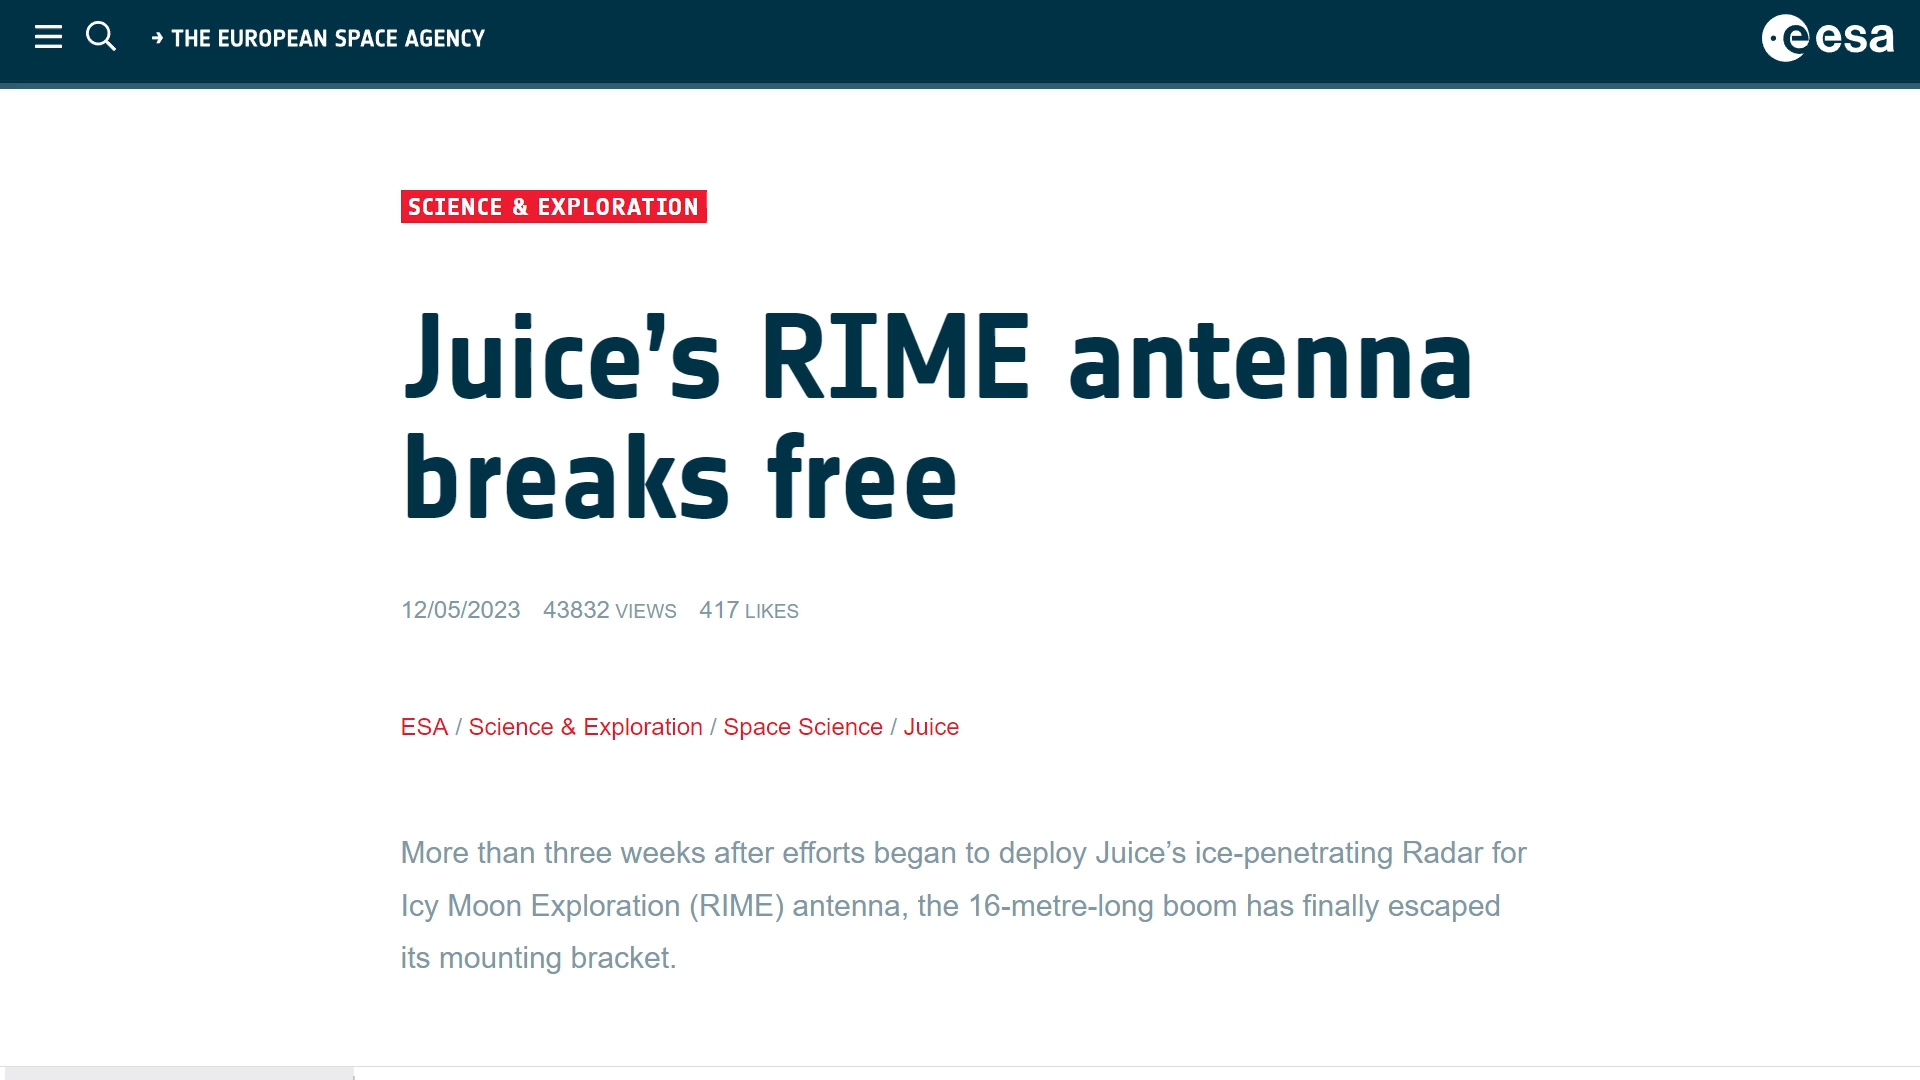 → THE EUROPEAN SPACE AGENCY
esa
SCIENCE & EXPLORATION
Juice’s RIME antenna
breaks free
12/05/2023 43832 VIEWS 417 LIKES
ESA / Science & Exploration / Space Science / Juice
More than three weeks after efforts began to deploy Juice’s ice-penetrating Radar for
Icy Moon Exploration (RIME) antenna, the 16-metre-long boom has finally escaped
its mounting bracket.